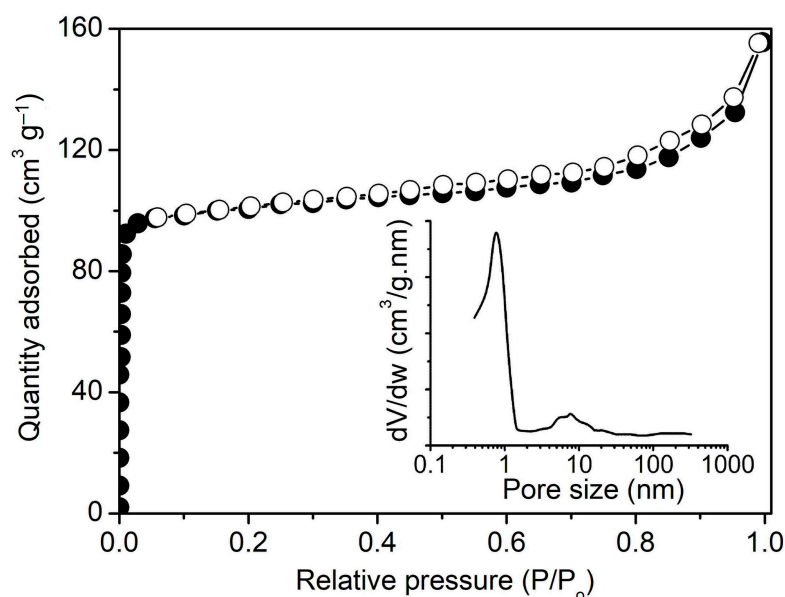 Quantity adsorbed (cm³ g⁻¹)
160
120
80
40
0
0.0 0.2 0.4 0.6 0.8 1.0
Relative pressure (P/Pₒ)
dV/dw (cm³/g.nm)
0.1 1 10 100 1000
Pore size (nm)